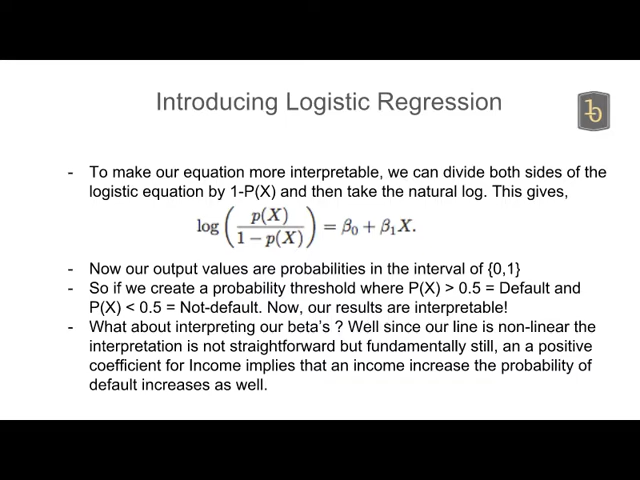 Introducing Logistic Regression
b
- To make our equation more interpretable, we can divide both sides of the
logistic equation by 1-P(X) and then take the natural log. This gives,
log ( p(X) / 1 − p(X) ) = β₀ + β₁X.
- Now our output values are probabilities in the interval of {0,1}
- So if we create a probability threshold where P(X) > 0.5 = Default and
P(X) < 0.5 = Not-default. Now, our results are interpretable!
- What about interpreting our beta's ? Well since our line is non-linear the
interpretation is not straightforward but fundamentally still, an a positive
coefficient for Income implies that an income increase the probability of
default increases as well.